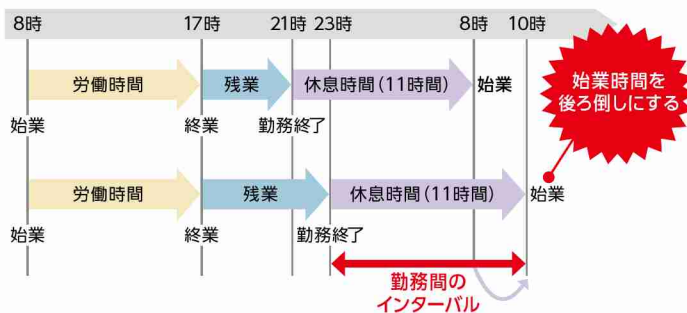 8時 17時 21時 23時 8時 10時
労働時間 残業 休息時間(11時間) 始業
始業 終業 勤務終了
始業時間を
後ろ倒しにする
労働時間 残業 休息時間(11時間) 始業
始業 終業 勤務終了
勤務間の
インターバル